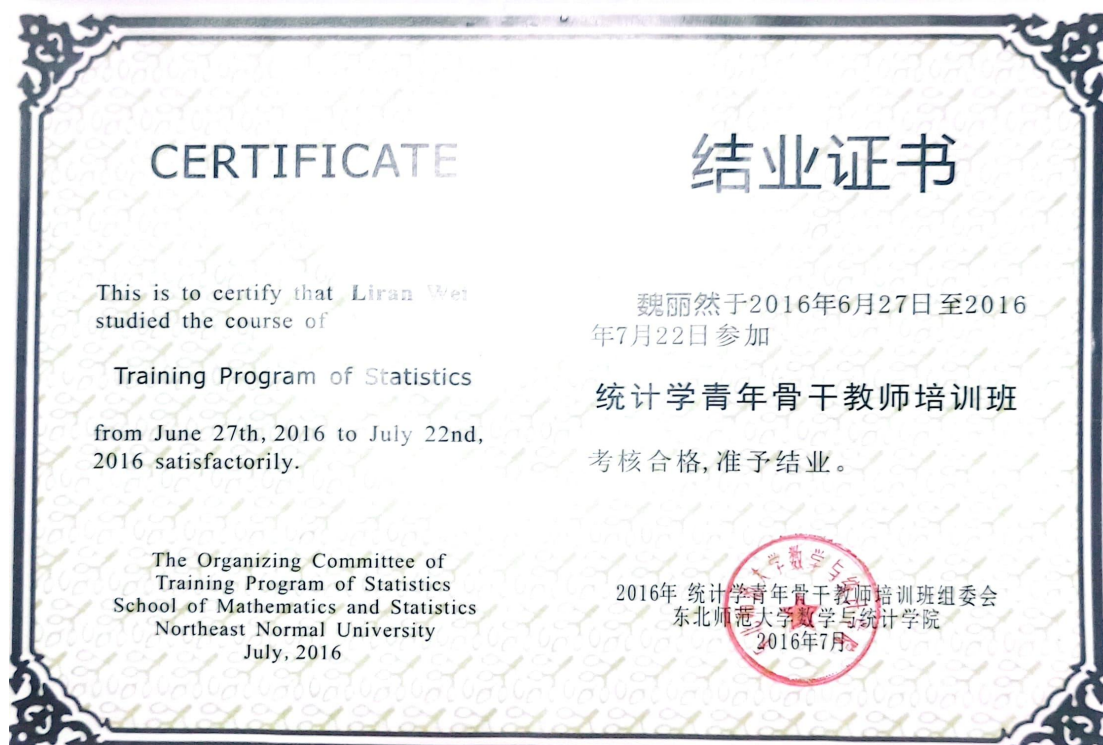 CERTIFICATE
This is to certify that Liran Wei
studied the course of
Training Program of Statistics
from June 27th, 2016 to July 22nd,
2016 satisfactorily.
The Organizing Committee of
Training Program of Statistics
School of Mathematics and Statistics
Northeast Normal University
July, 2016
结业证书
魏丽然于2016年6月27日至2016
年7月22日参加
统计学青年骨干教师培训班
考核合格,准予结业。
2016年 统计学青年骨干教师培训班组委会
东北师范大学数学与统计学院
2016年7月